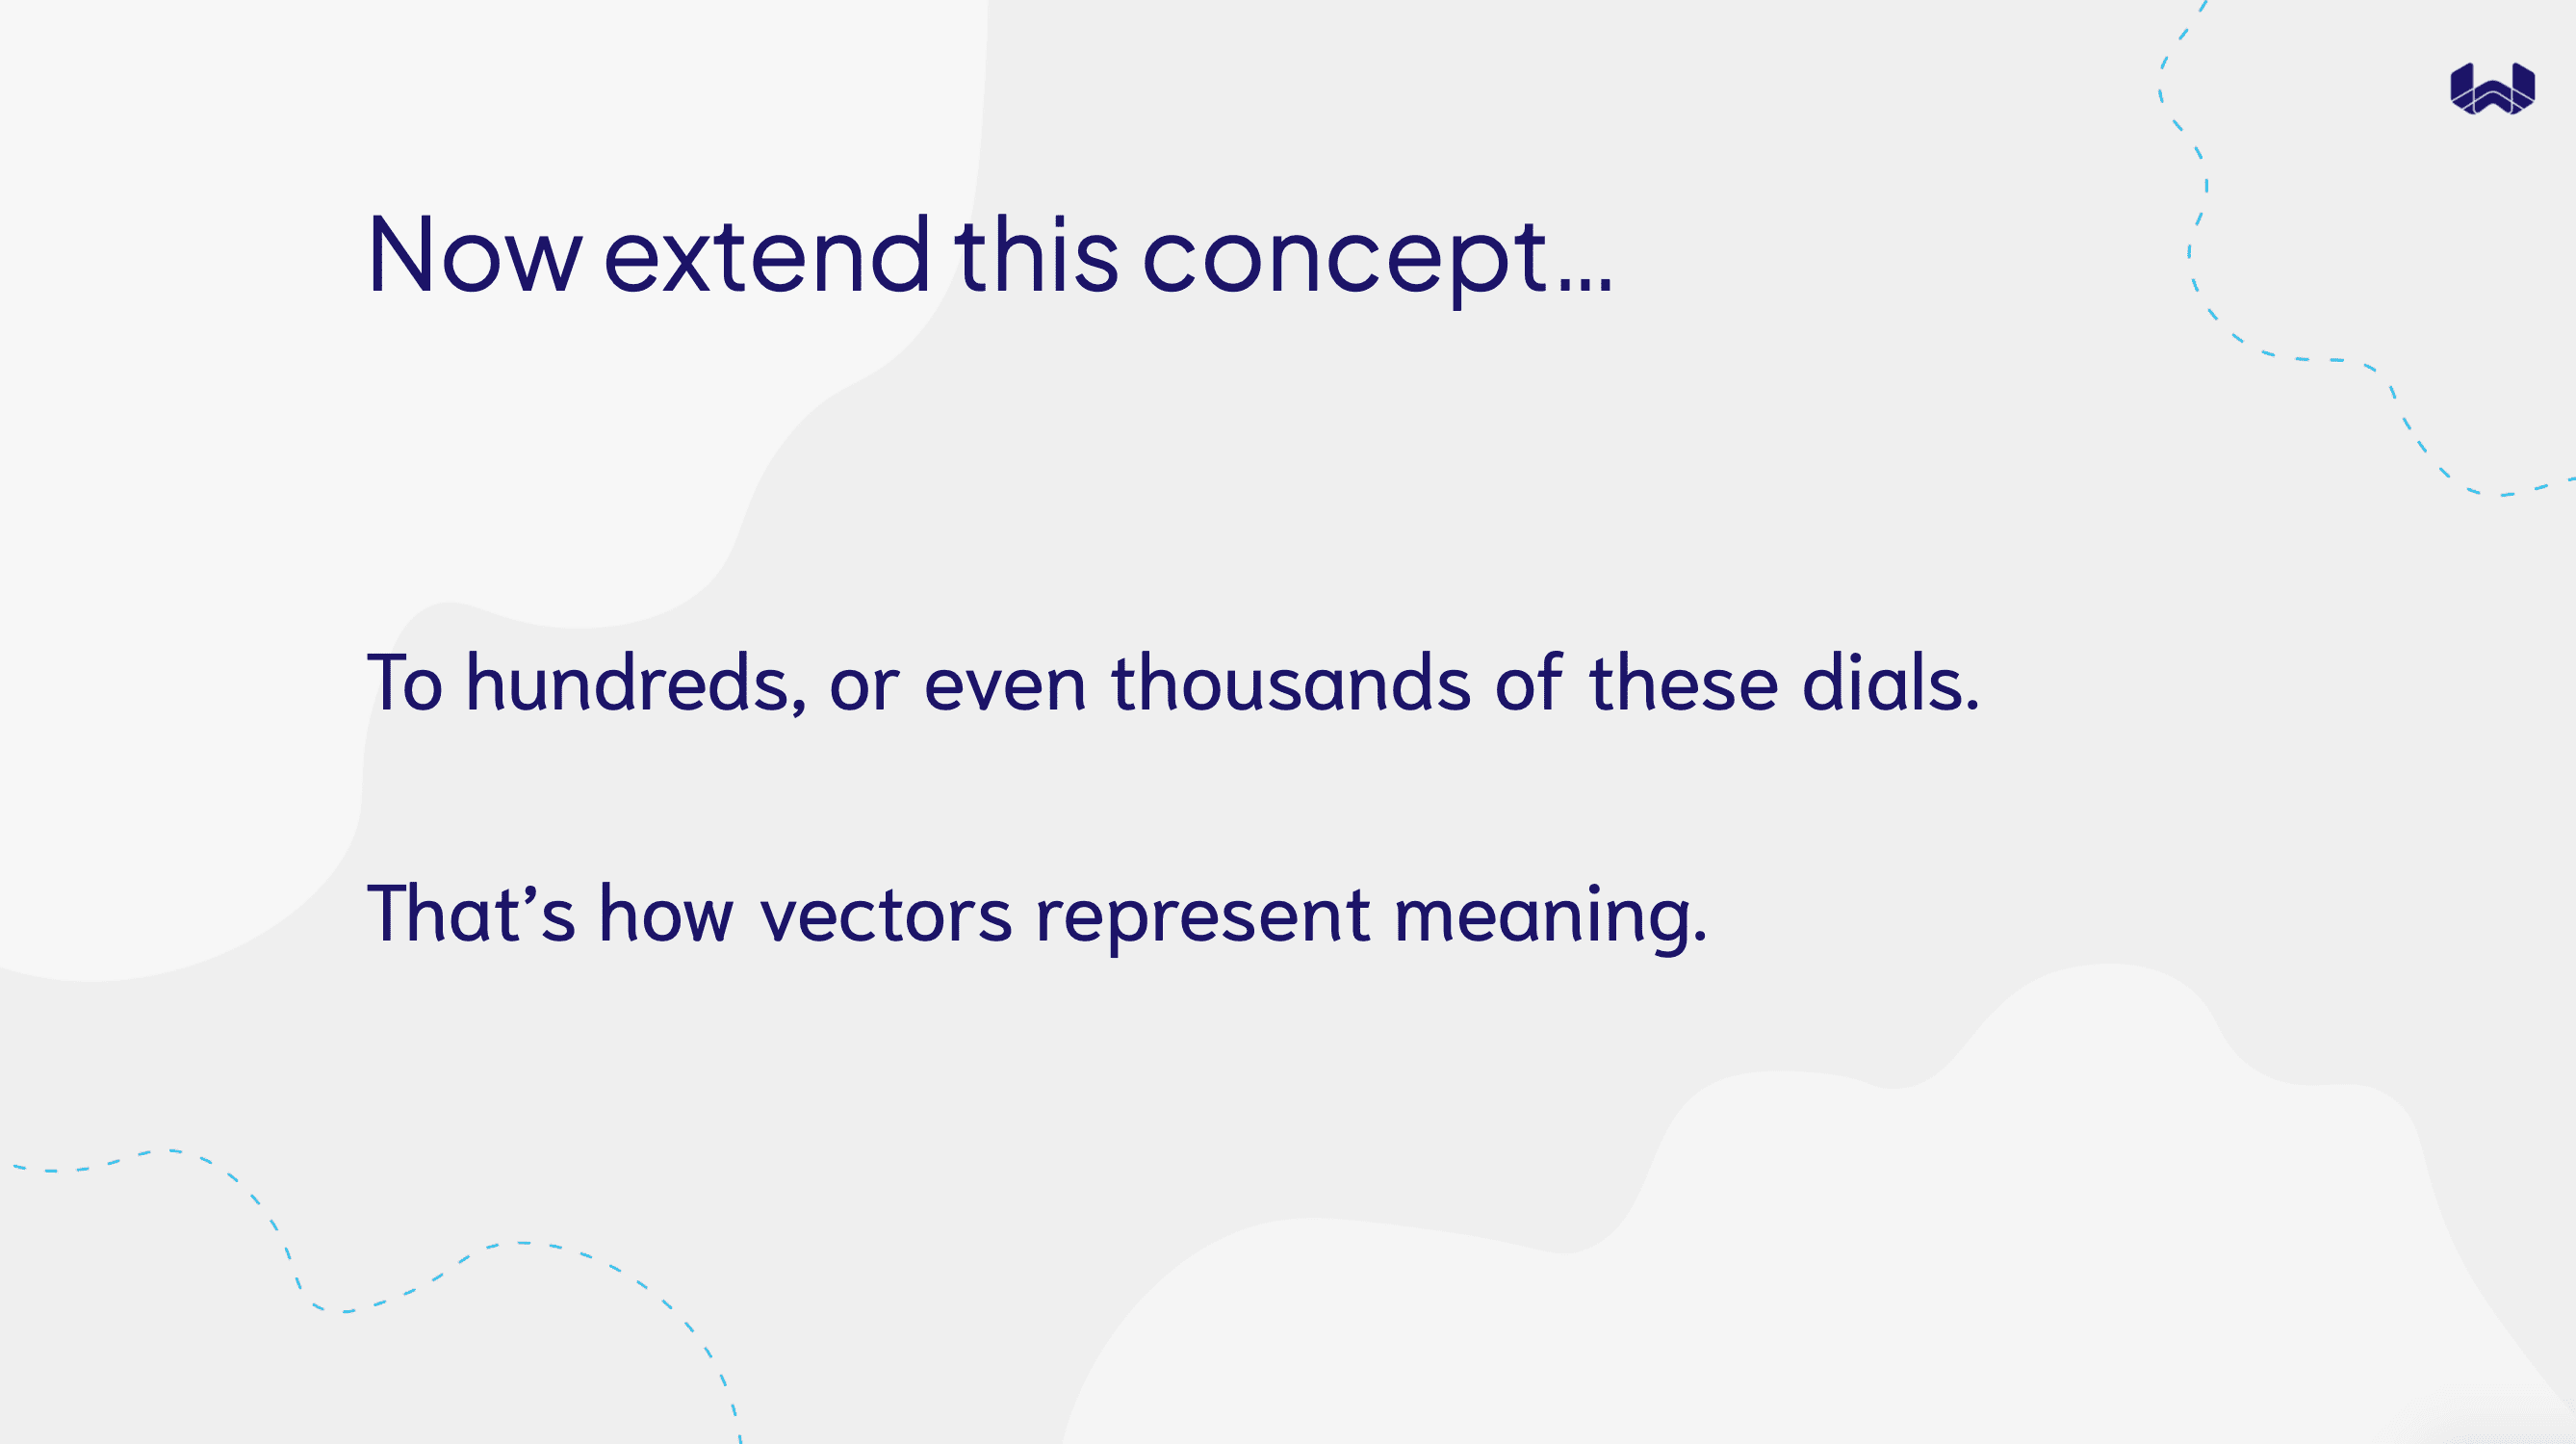 Now extend this concept…
To hundreds, or even thousands of these dials.
That’s how vectors represent meaning.